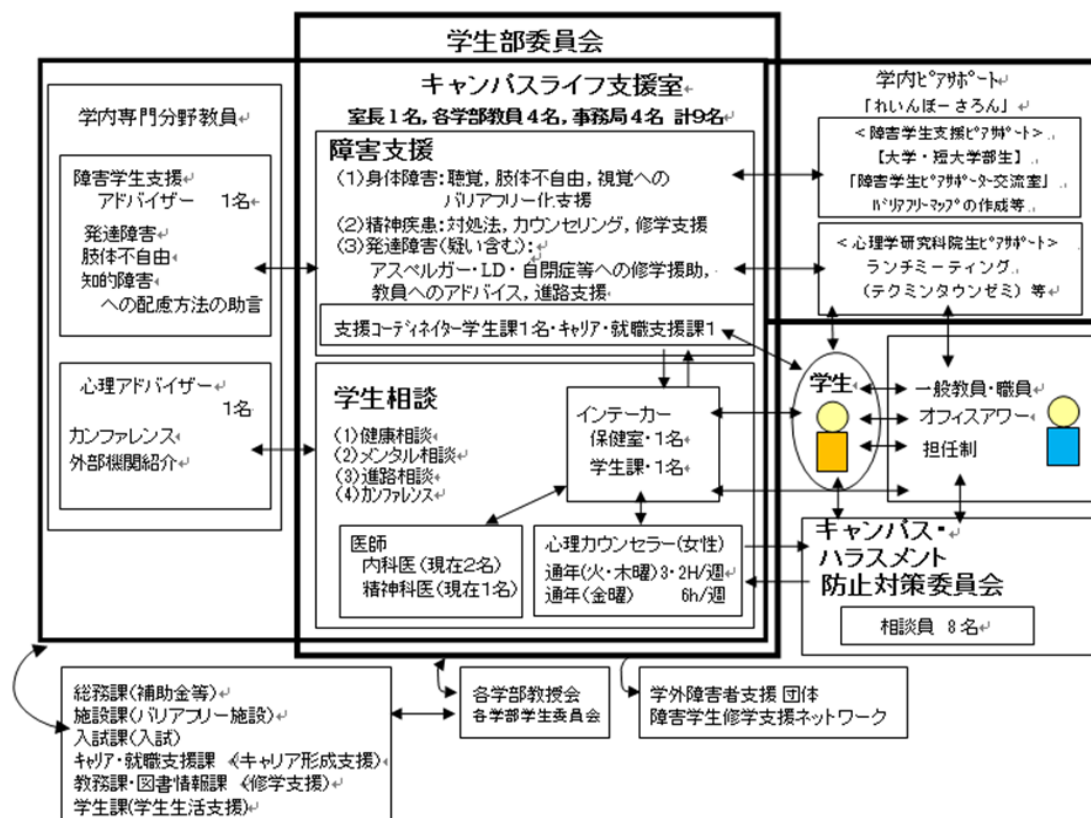 学生部委員会
学内専門分野教員
障害学生支援
アドバイザー 1名
発達障害
肢体不自由
知的障害
への配慮方法の助言
心理アドバイザー
1名
カンファレンス
外部機関紹介
キャンパスライフ支援室
室長1名,各学部教員4名,事務局4名 計9名
障害支援
(1)身体障害:聴覚,肢体不自由,視覚への
バリアフリー化支援
(2)精神疾患:対処法,カウンセリング,修学支援
(3)発達障害(疑い含む):
アスペルガー・LD・自閉症等への修学援助,
教員へのアドバイス,進路支援
支援コーディネイター学生課1名・キャリア・就職支援課1
学生相談
(1)健康相談
(2)メンタル相談
(3)進路相談
(4)カンファレンス
インテーカー
保健室・1名
学生課・1名
医師
内科医(現在2名)
精神科医(現在1名)
心理カウンセラー(女性)
通年(火・木曜)3・2H/週
通年(金曜) 6h/週
学内ピアサポート
「れいんぼーさろん」
<障害学生支援ピアサポート>
【大学・短大学部生】
「障害学生ピアサポーター交流室」
バリアフリーマップの作成等
<心理学研究科院生ピアサポート>
ランチミーティング
(テクミンタウンゼミ)等
学生
一般教員・職員
オフィスアワー
担任制
キャンパス・
ハラスメント
防止対策委員会
相談員 8名
総務課(補助金等)
施設課(バリアフリー施設)
入試課(入試)
キャリア・就職支援課 (キャリア形成支援)
教務課・図書情報課 (修学支援)
学生課(学生生活支援)
各学部教授会
各学部学生委員会
学外障害者支援 団体
障害学生修学支援ネットワーク